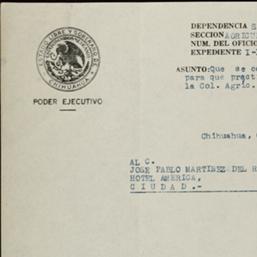 ESTADO LIBRE Y SOBERANO DE
CHIHUAHUA
PODER EJECUTIVO
DEPENDENCIA
SECCION
NUM. DEL OFICIO
EXPEDIENTE
ASUNTO: Que se
para que
la Col. Agric.
Chihuahua,
AL C.
JOSE PABLO MARTINEZ DEL
HOTEL AMERICA,
C I U D A D .-